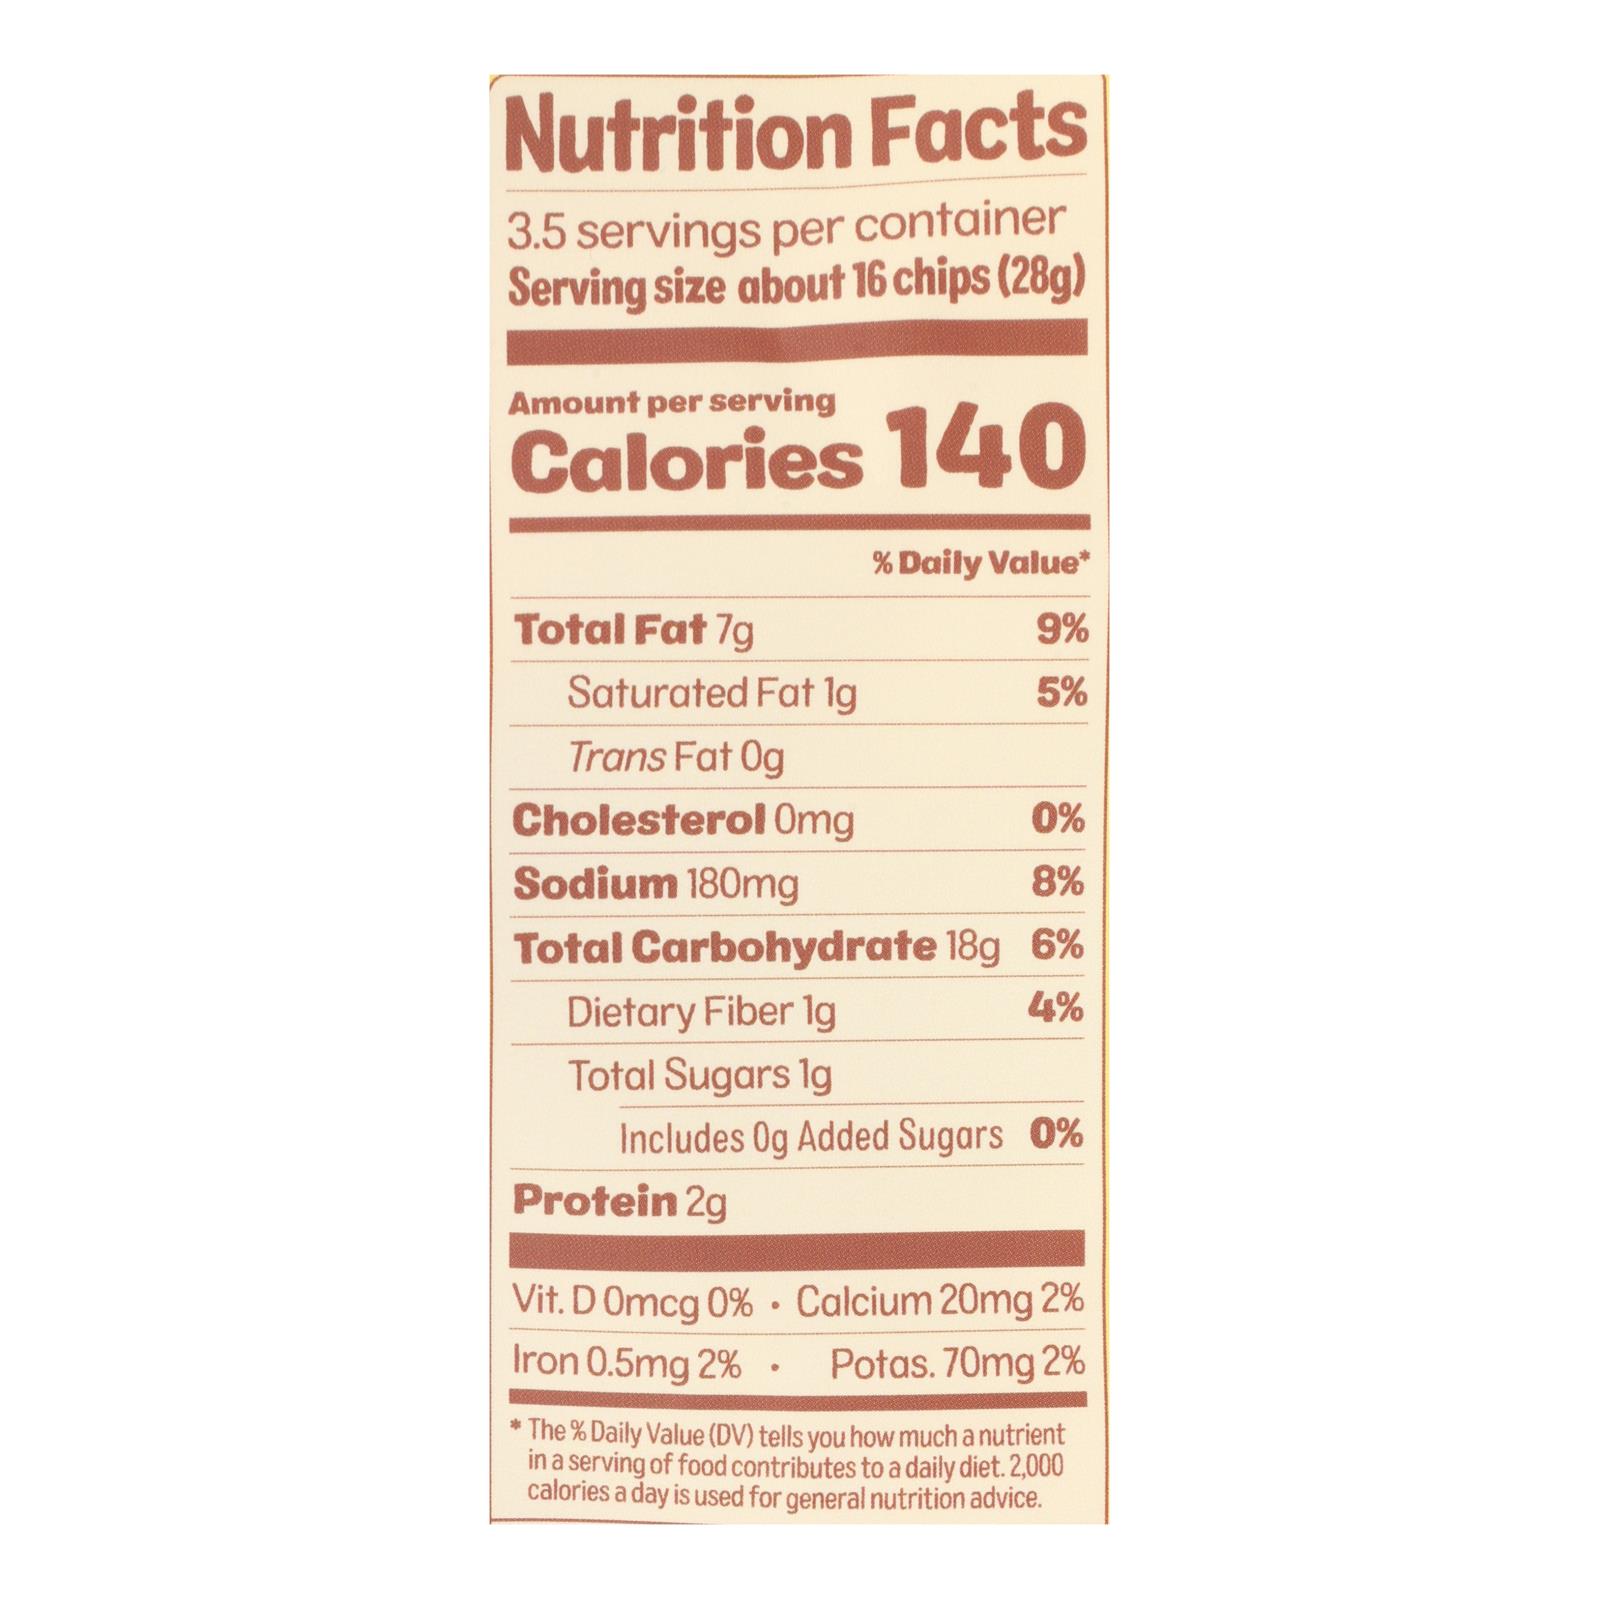 Nutrition Facts
3.5 servings per container
Serving size about 16 chips (28g)
Amount per serving
Calories 140
% Daily Value*
Total Fat 7g 9%
Saturated Fat 1g 5%
Trans Fat 0g
Cholesterol 0mg 0%
Sodium 180mg 8%
Total Carbohydrate 18g 6%
Dietary Fiber 1g 4%
Total Sugars 1g
Includes 0g Added Sugars 0%
Protein 2g
Vit. D 0mcg 0% • Calcium 20mg 2%
Iron 0.5mg 2% • Potas. 70mg 2%
* The % Daily Value (DV) tells you how much a nutrient
in a serving of food contributes to a daily diet. 2,000
calories a day is used for general nutrition advice.